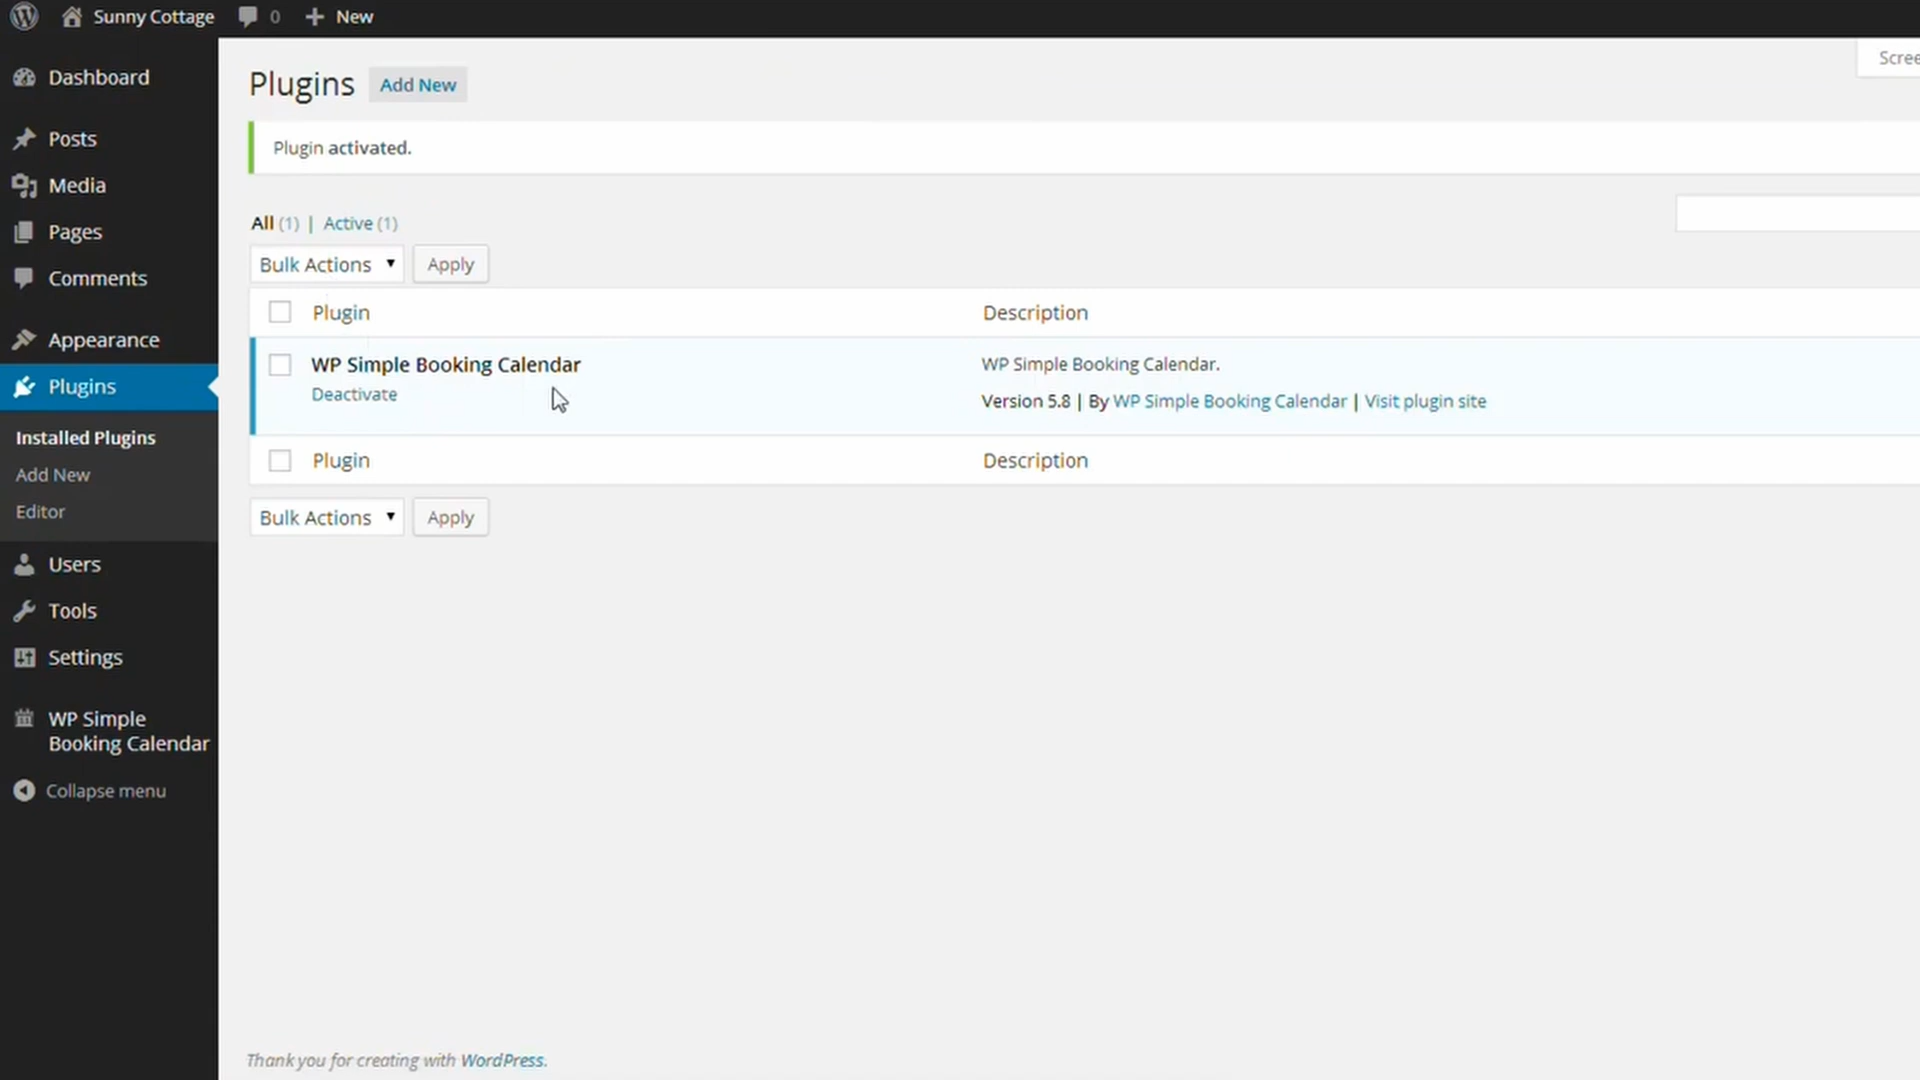 Sunny Cottage 0 New
Dashboard
Posts
Media
Pages
Comments
Appearance
Plugins
Installed Plugins
Add New
Editor
Users
Tools
Settings
WP Simple
Booking Calendar
Collapse menu
Scree
Plugins Add New
Plugin activated.
All (1) | Active (1)
Bulk Actions Apply
Plugin Description
WP Simple Booking Calendar WP Simple Booking Calendar.
Deactivate Version 5.8 | By WP Simple Booking Calendar | Visit plugin site
Plugin Description
Bulk Actions Apply
Thank you for creating with WordPress.